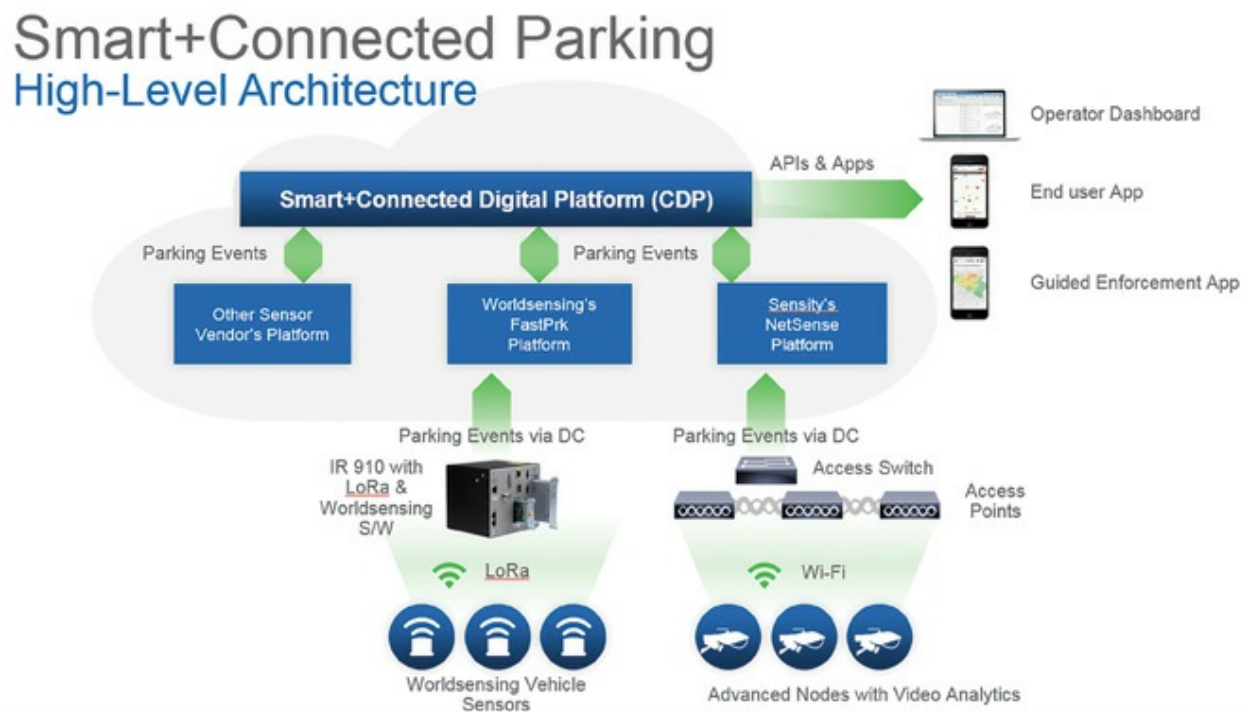 Smart+Connected Parking
High-Level Architecture
Operator Dashboard
APIs & Apps
Smart+Connected Digital Platform (CDP)
End user App
Parking Events
Parking Events
Guided Enforcement App
Other Sensor
Vendor's Platform
Worldsensing's
FastPrk
Platform
Sensity's
NetSense
Platform
Parking Events via DC
Parking Events via DC
IR 910 with
LoRa &
Worldsensing
S/W
Access Switch
Access
Points
LoRa
Wi-Fi
Worldsensing Vehicle
Sensors
Advanced Nodes with Video Analytics